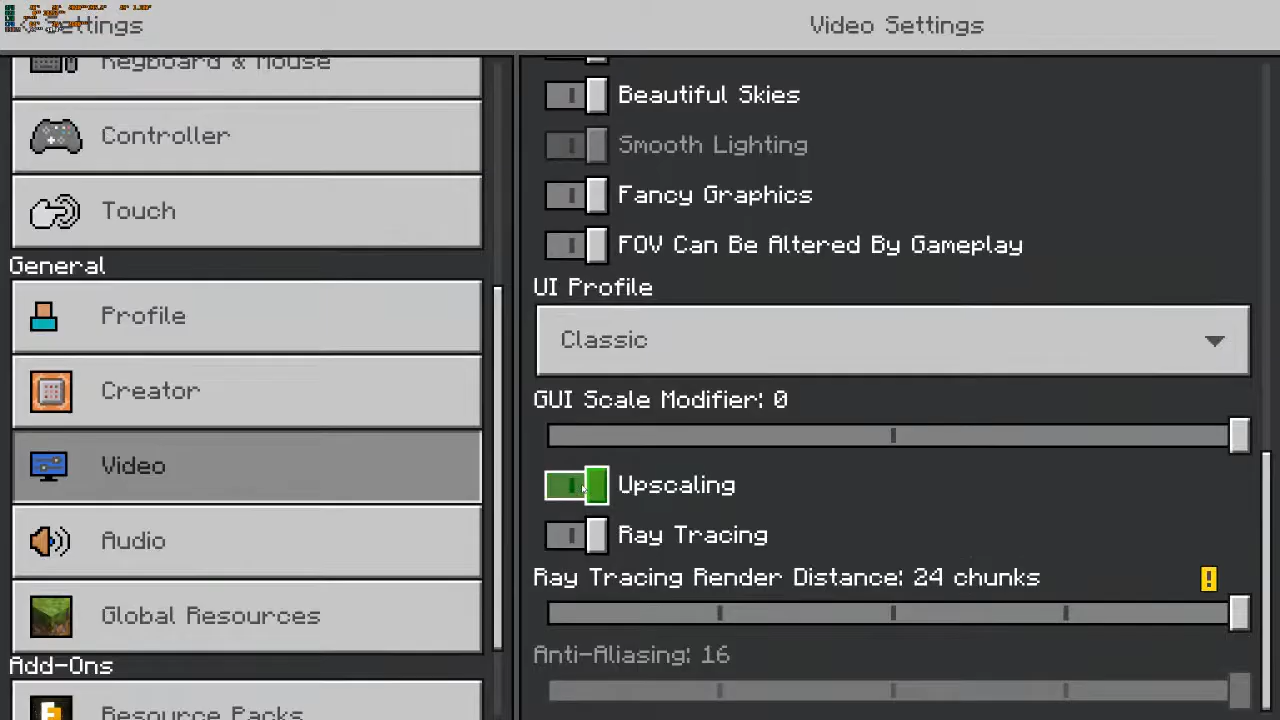 Settings
Video Settings
Keyboard & Mouse
Controller
Touch
General
Profile
Creator
Video
Audio
Global Resources
Add-Ons
Resource Packs
Beautiful Skies
Smooth Lighting
Fancy Graphics
FOV Can Be Altered By Gameplay
UI Profile
Classic
GUI Scale Modifier: 0
Upscaling
Ray Tracing
Ray Tracing Render Distance: 24 chunks
!
Anti-Aliasing: 16